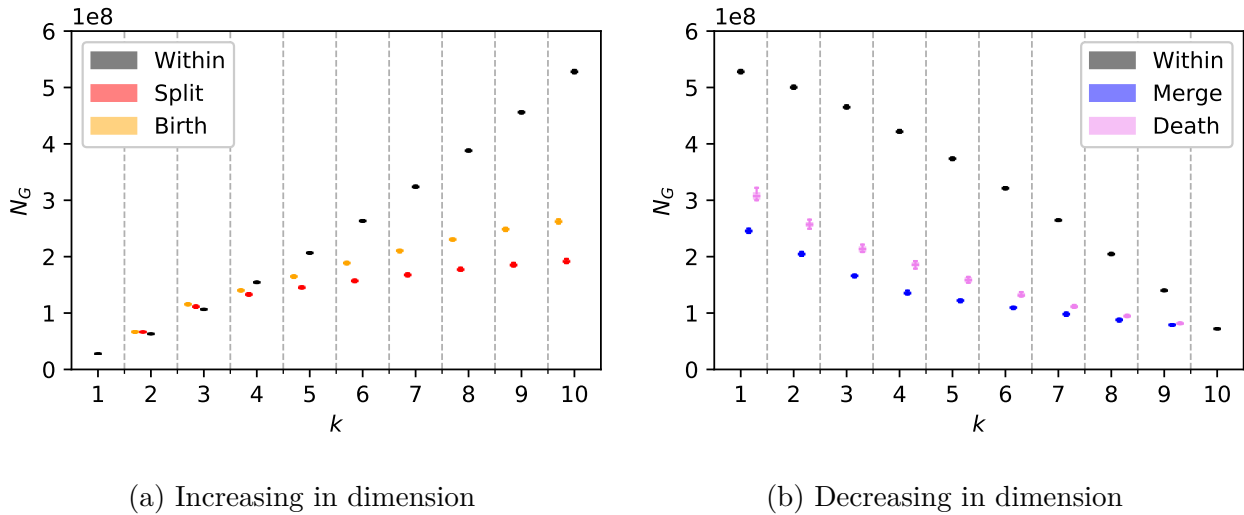 1e8
6
5
4
3
2
1
0
N_G
Within
Split
Birth
1 2 3 4 5 6 7 8 9 10
k
(a) Increasing in dimension
1e8
6
5
4
3
2
1
0
N_G
Within
Merge
Death
1 2 3 4 5 6 7 8 9 10
k
(b) Decreasing in dimension